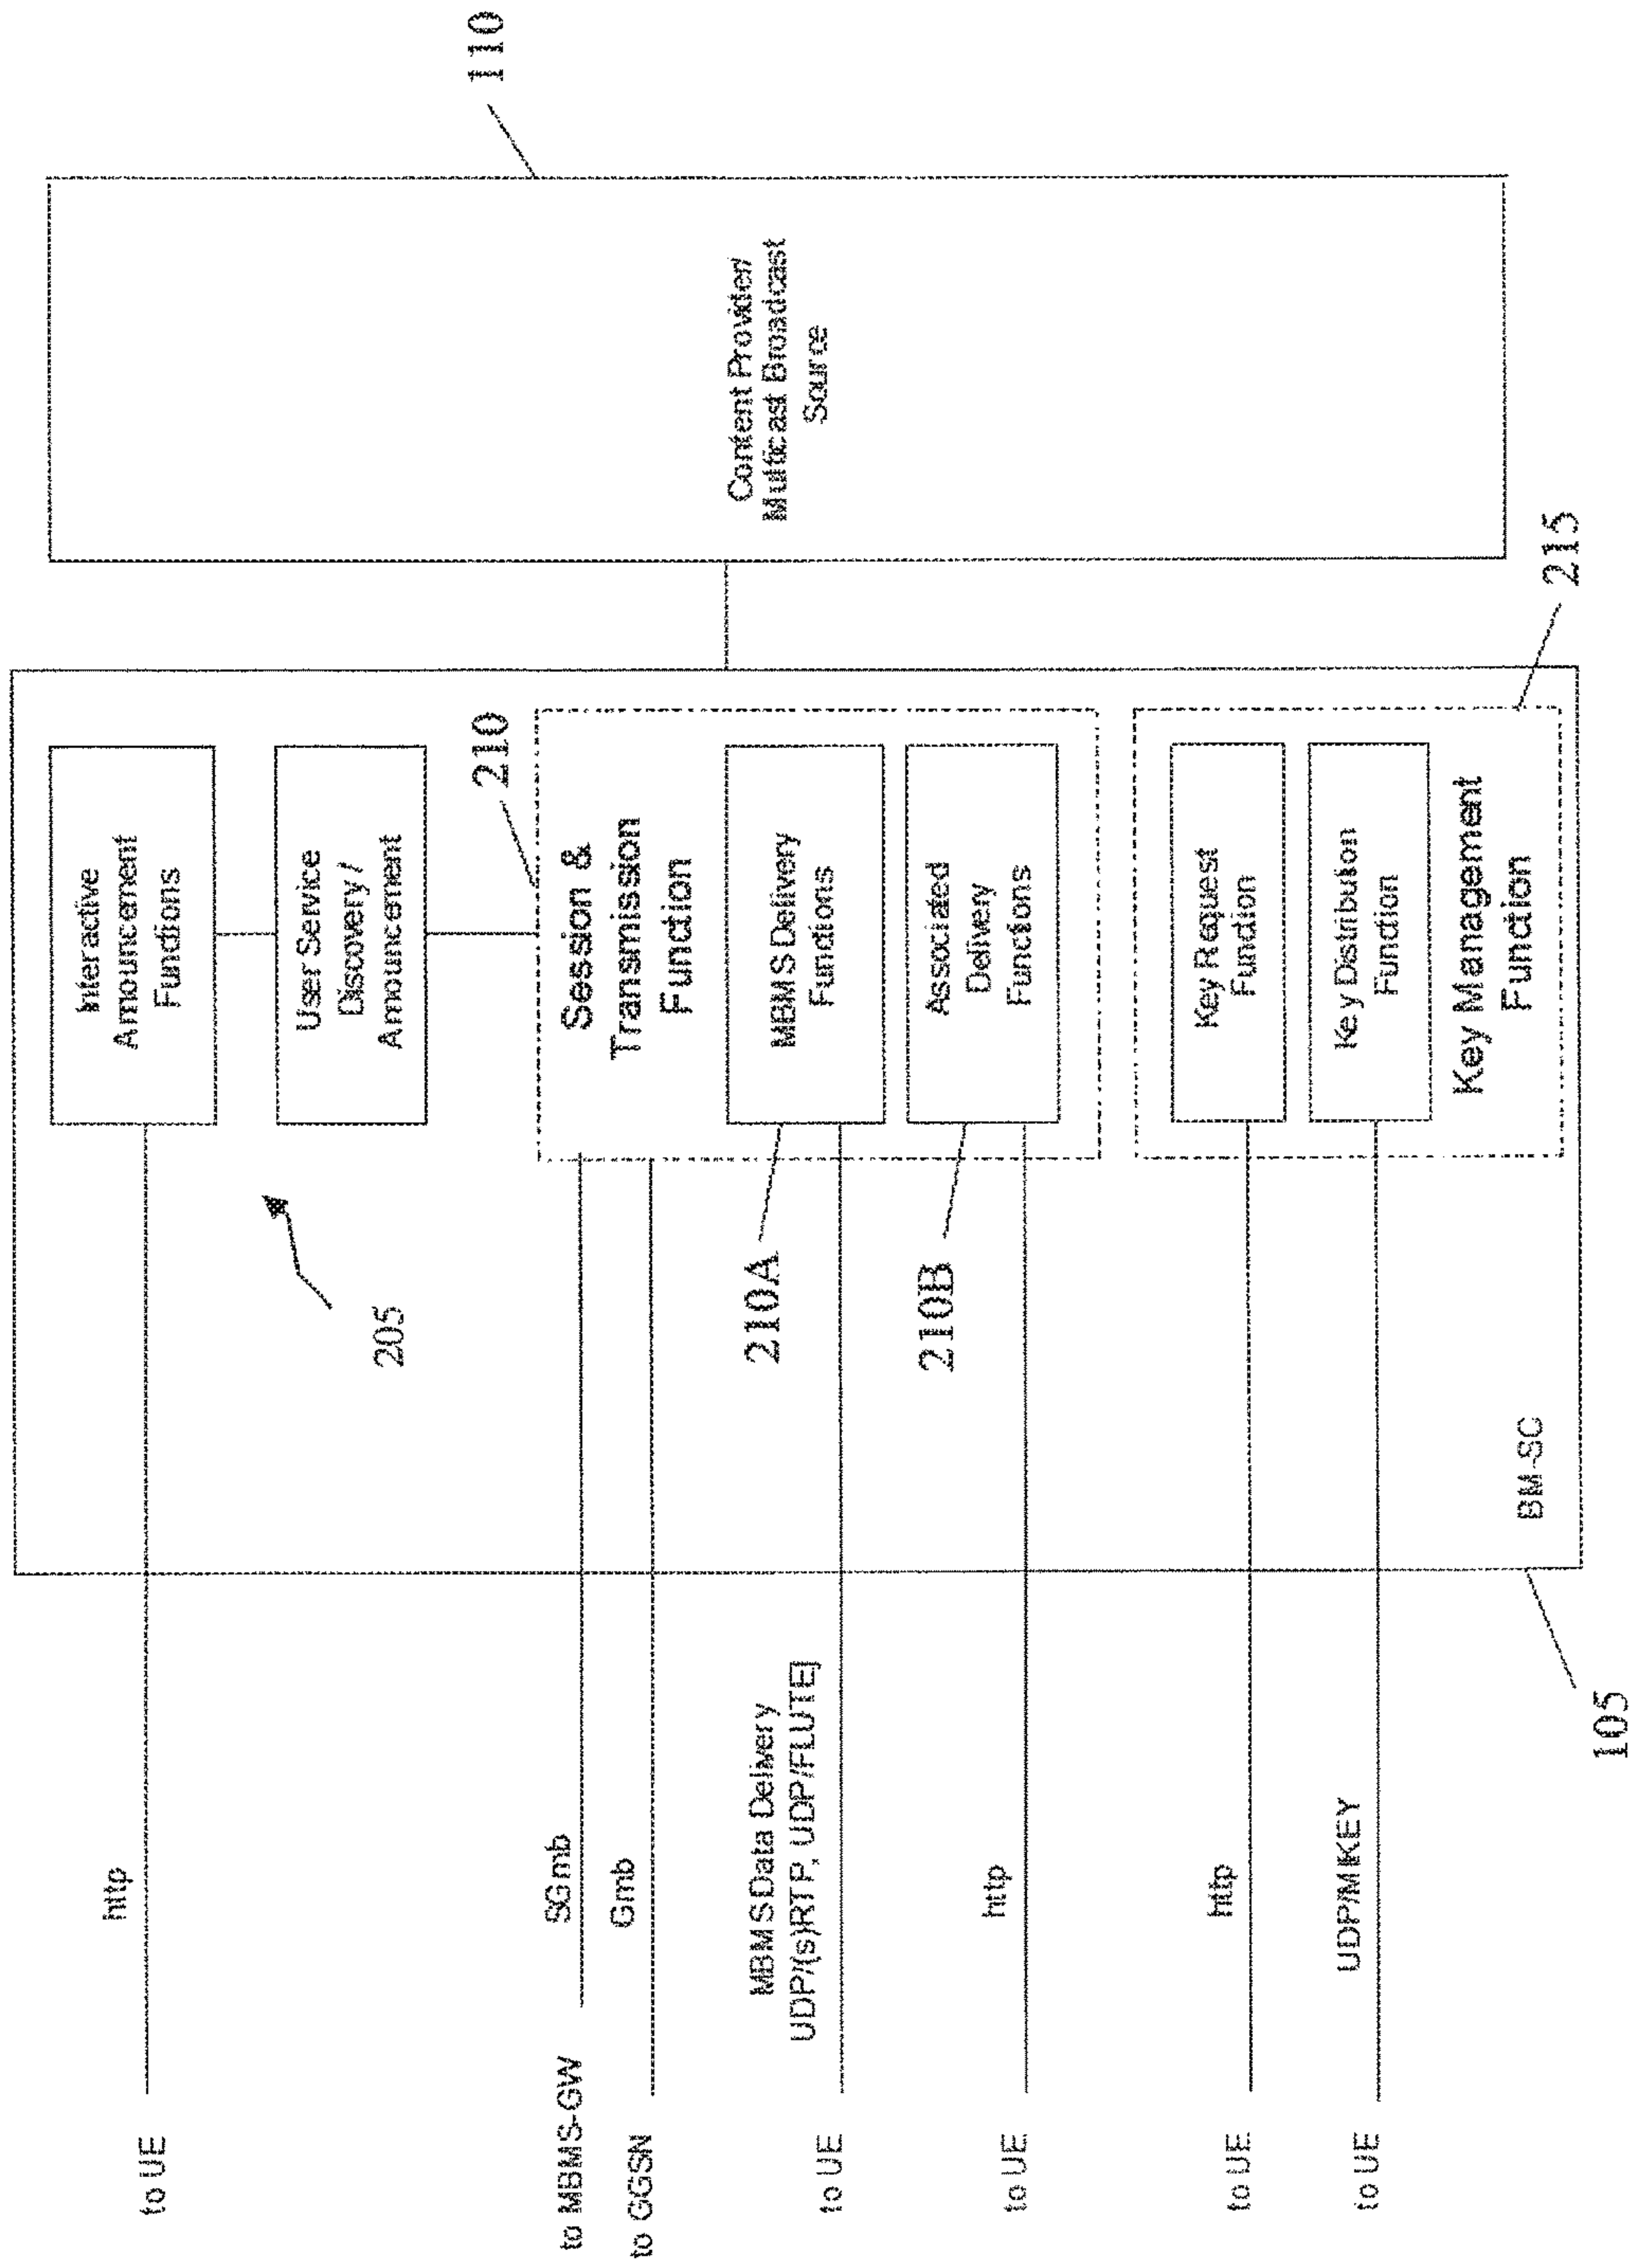 to UE
http
Interactive
Announcement
Functions
User Service
Discovery /
Announcement
205
to MBMS-GW
SGmb
to GGSN
Gmb
210
Session &
Transmission
Function
to UE
MBMS Data Delivery
UDP/(s)RTP, UDP/FLUTE)
MBMS Delivery
Functions
210A
to UE
http
Associated
Delivery
Functions
210B
to UE
http
Key Request
Function
to UE
UDP/MIKEY
Key Distribution
Function
Key Management
Function
215
BM-SC
105
Content Provider/
Multicast Broadcast
Source
110